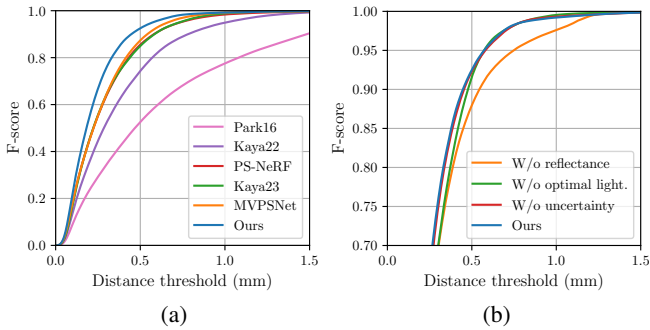 1.0
0.8
0.6
0.4
0.2
0.0
F-score
0.0 0.5 1.0 1.5
Distance threshold (mm)
Park16
Kaya22
PS-NeRF
Kaya23
MVPSNet
Ours
(a)
1.00
0.95
0.90
0.85
0.80
0.75
0.70
F-score
0.0 0.5 1.0 1.5
Distance threshold (mm)
W/o reflectance
W/o optimal light.
W/o uncertainty
Ours
(b)